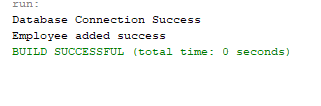 run:
Database Connection Success
Employee added success
BUILD SUCCESSFUL (total time: 0 seconds)